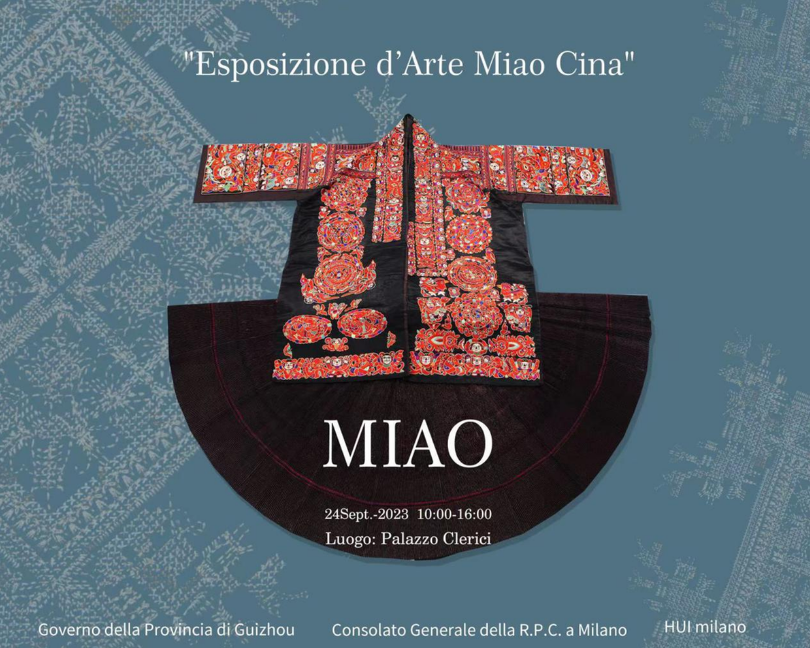 "Esposizione d’Arte Miao Cina"
MIAO
24Sept.-2023 10:00-16:00
Luogo: Palazzo Clerici
Governo della Provincia di Guizhou
Consolato Generale della R.P.C. a Milano
HUI milano